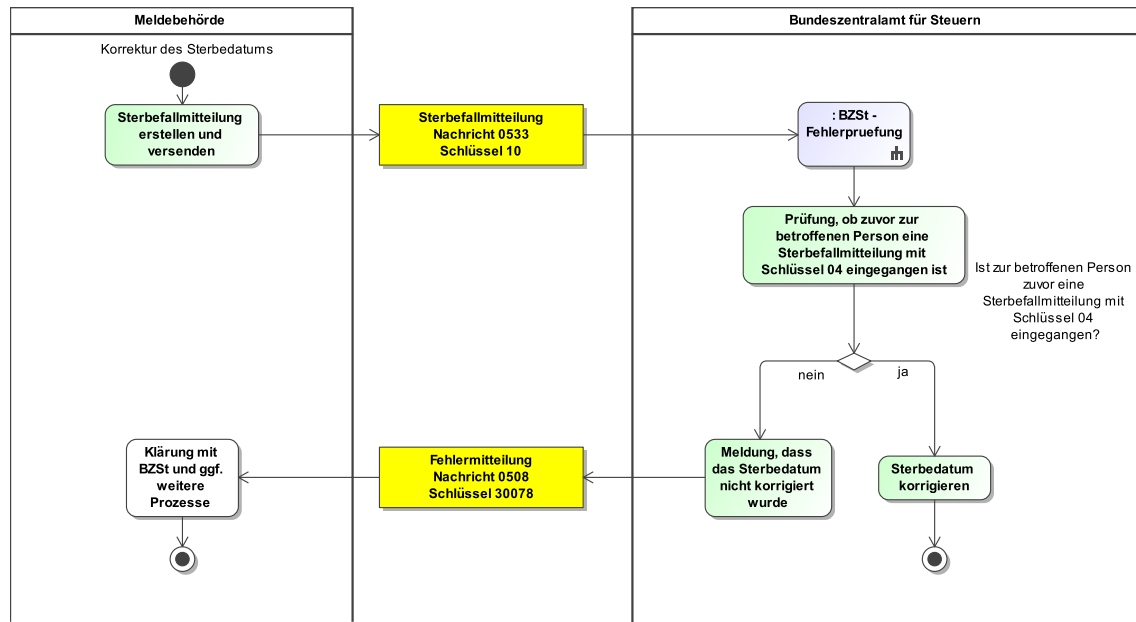 Meldebehörde
Bundeszentralamt für Steuern
Korrektur des Sterbedatums
Sterbefallmitteilung
erstellen und
versenden
Sterbefallmitteilung
Nachricht 0533
Schlüssel 10
: BZSt -
Fehlerpruefung
Prüfung, ob zuvor zur
betroffenen Person eine
Sterbefallmitteilung mit
Schlüssel 04 eingegangen ist
Ist zur betroffenen Person
zuvor eine
Sterbefallmitteilung mit
Schlüssel 04
eingegangen?
nein
ja
Klärung mit
BZSt und ggf.
weitere
Prozesse
Fehlermitteilung
Nachricht 0508
Schlüssel 30078
Meldung, dass
das Sterbedatum
nicht korrigiert
wurde
Sterbedatum
korrigieren